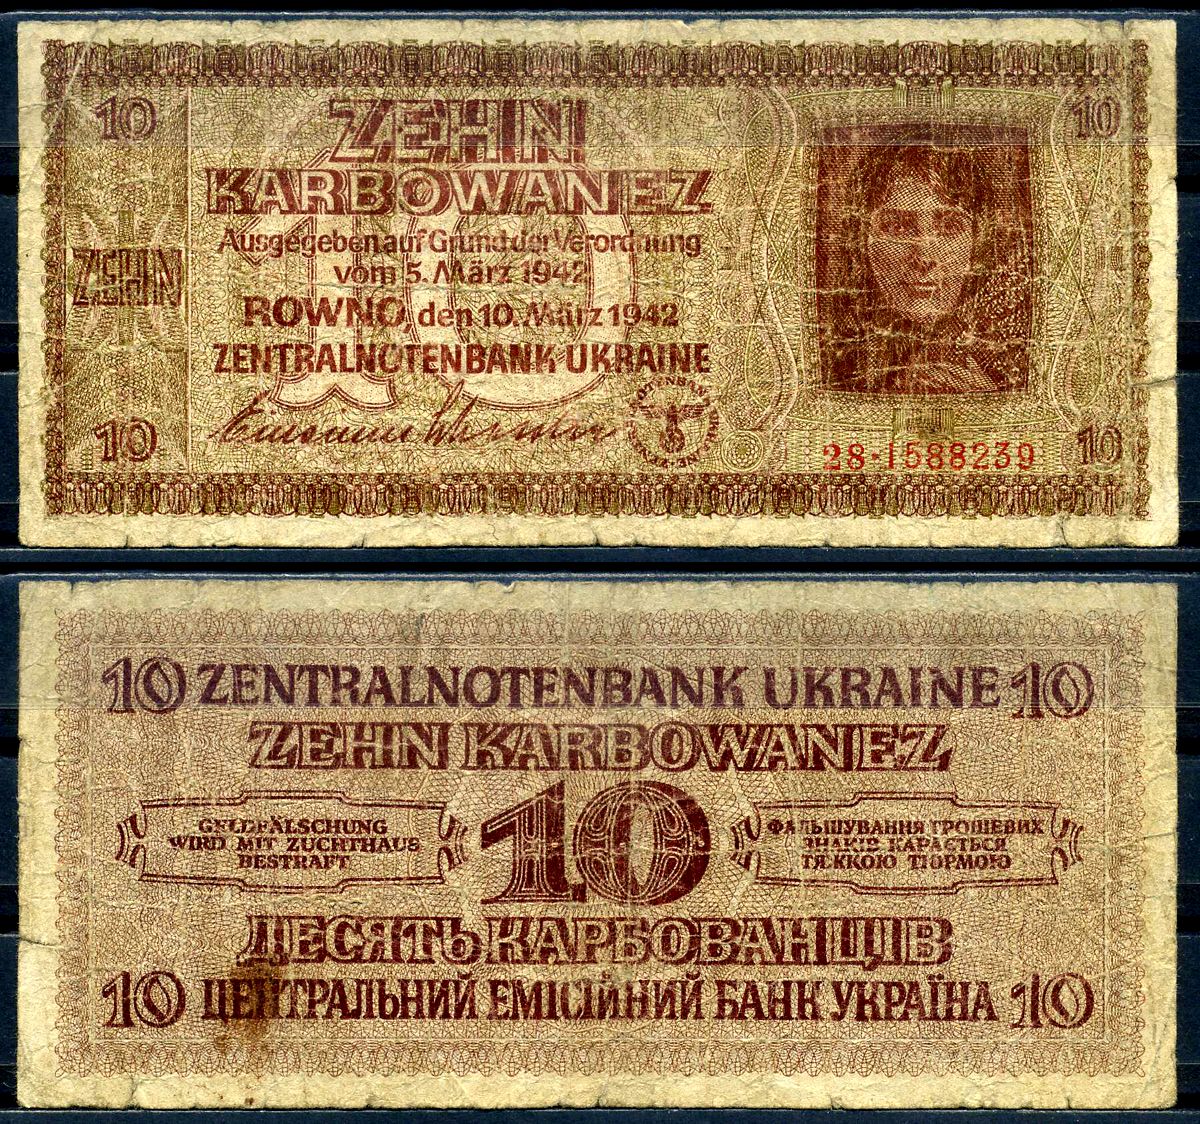 10
10
ZEHN
KARBOWANEZ
Ausgegeben auf Grund der Verordnung
vom 5. März 1942
ZEHN
10
ROWNO, den 10. März 1942
ZENTRALNOTENBANK UKRAINE
10
28·1588239
10
10 ZENTRALNOTENBANK UKRAINE 10
ZEHN KARBOWANEZ
GELDFÄLSCHUNG
WIRD MIT ZUCHTHAUS
BESTRAFT
10
ФАЛЬШУВАННЯ ГРОШЕВИХ
ЗНАКІВ КАРАЄТЬСЯ
ТЯЖКОЮ ТЮРМОЮ
ДЕСЯТЬ КАРБОВАНЦІВ
10 ЦЕНТРАЛЬНИЙ ЕМІСІЙНИЙ БАНК УКРАЇНА 10